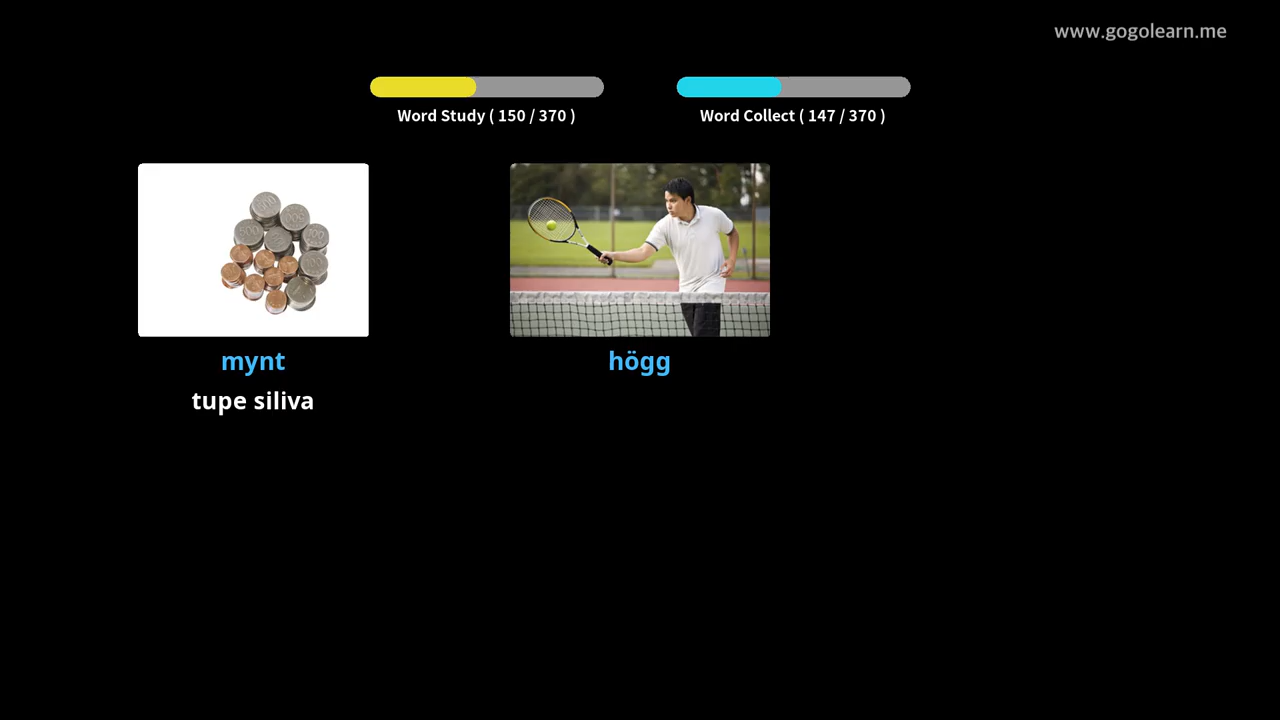 www.gogolearn.me
Word Study ( 150 / 370 )
Word Collect ( 147 / 370 )
mynt
högg
tupe siliva